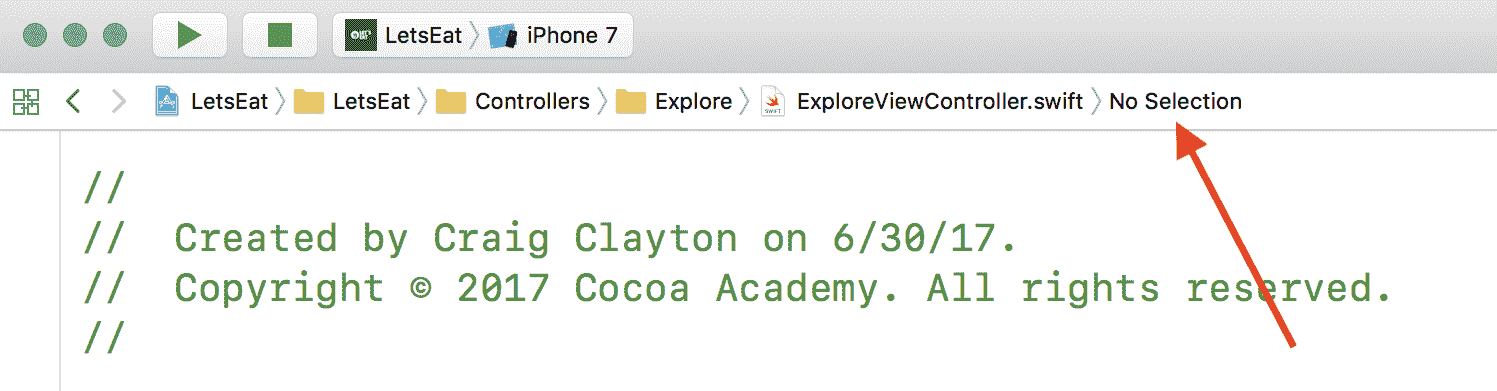 LetsEat iPhone 7
LetsEat LetsEat Controllers Explore SWIFT ExploreViewController.swift No Selection
//
// Created by Craig Clayton on 6/30/17.
// Copyright © 2017 Cocoa Academy. All rights reserved.
//